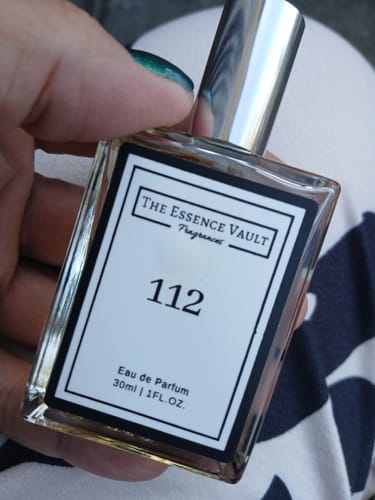 THE ESSENCE VAULT
Fragrances
112
Eau de Parfum
30ml | 1FL.OZ.